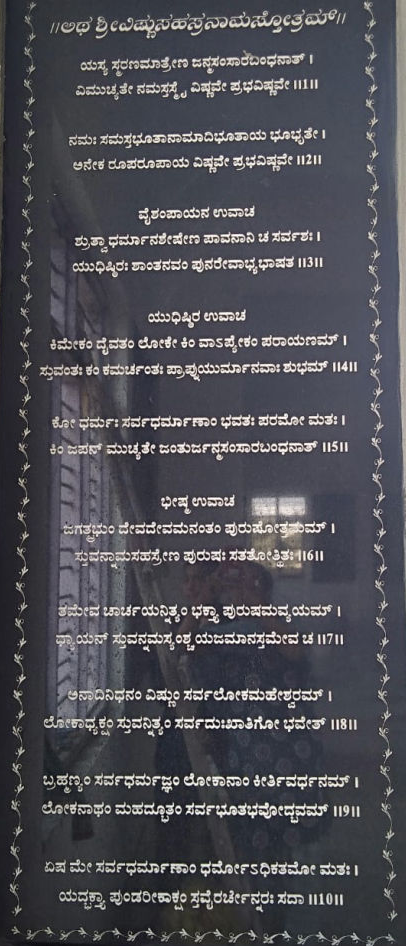 //ಅಥ ಶ್ರೀವಿಷ್ಣುಸಹಸ್ರನಾಮಸ್ತೋತ್ರಮ್//
ಯಸ್ಯ ಸ್ಮರಣಮಾತ್ರೇಣ ಜನ್ಮಸಂಸಾರಬಂಧನಾತ್ ।
ವಿಮುಚ್ಯತೇ ನಮಸ್ತಸ್ಮೈ ವಿಷ್ಣವೇ ಪ್ರಭವಿಷ್ಣವೇ ॥1॥
ನಮಃ ಸಮಸ್ತಭೂತಾನಾಮಾದಿಭೂತಾಯ ಭೂಭೃತೇ ।
ಅನೇಕ ರೂಪರೂಪಾಯ ವಿಷ್ಣವೇ ಪ್ರಭವಿಷ್ಣವೇ ॥2॥
ವೈಶಂಪಾಯನ ಉವಾಚ
ಶ್ರುತ್ವಾ ಧರ್ಮಾನಶೇಷೇಣ ಪಾವನಾನಿ ಚ ಸರ್ವಶಃ ।
ಯುಧಿಷ್ಠಿರಃ ಶಾಂತನವಂ ಪುನರೇವಾಭ್ಯಭಾಷತ ॥3॥
ಯುಧಿಷ್ಠಿರ ಉವಾಚ
ಕಿಮೇಕಂ ದೈವತಂ ಲೋಕೇ ಕಿಂ ವಾಽಪ್ಯೇಕಂ ಪರಾಯಣಮ್ ।
ಸ್ತುವಂತಃ ಕಂ ಕಮರ್ಚಂತಃ ಪ್ರಾಪ್ನುಯುರ್ಮಾನವಾಃ ಶುಭಮ್ ॥4॥
ಕೋ ಧರ್ಮಃ ಸರ್ವಧರ್ಮಾಣಾಂ ಭವತಃ ಪರಮೋ ಮತಃ ।
ಕಿಂ ಜಪನ್ ಮುಚ್ಯತೇ ಜಂತುರ್ಜನ್ಮಸಂಸಾರಬಂಧನಾತ್ ॥5॥
ಭೀಷ್ಮ ಉವಾಚ
ಜಗತ್ಪ್ರಭುಂ ದೇವದೇವಮನಂತಂ ಪುರುಷೋತ್ತಮಮ್ ।
ಸ್ತುವನ್ನಾಮಸಹಸ್ರೇಣ ಪುರುಷಃ ಸತತೋತ್ಥಿತಃ ॥6॥
ತಮೇವ ಚಾರ್ಚಯನ್ನಿತ್ಯಂ ಭಕ್ತ್ಯಾ ಪುರುಷಮವ್ಯಯಮ್ ।
ಧ್ಯಾಯನ್ ಸ್ತುವನ್ನಮಸ್ಯಂಶ್ಚ ಯಜಮಾನಸ್ತಮೇವ ಚ ॥7॥
ಅನಾದಿನಿಧನಂ ವಿಷ್ಣುಂ ಸರ್ವಲೋಕಮಹೇಶ್ವರಮ್ ।
ಲೋಕಾಧ್ಯಕ್ಷಂ ಸ್ತುವನ್ನಿತ್ಯಂ ಸರ್ವದುಃಖಾತಿಗೋ ಭವೇತ್ ॥8॥
ಬ್ರಹ್ಮಣ್ಯಂ ಸರ್ವಧರ್ಮಜ್ಞಂ ಲೋಕಾನಾಂ ಕೀರ್ತಿವರ್ಧನಮ್ ।
ಲೋಕನಾಥಂ ಮಹದ್ಭೂತಂ ಸರ್ವಭೂತಭವೋದ್ಭವಮ್ ॥9॥
ಏಷ ಮೇ ಸರ್ವಧರ್ಮಾಣಾಂ ಧರ್ಮೋಽಧಿಕತಮೋ ಮತಃ ।
ಯದ್ಭಕ್ತ್ಯಾ ಪುಂಡರೀಕಾಕ್ಷಂ ಸ್ತವೈರರ್ಚೇನ್ನರಃ ಸದಾ ॥10॥